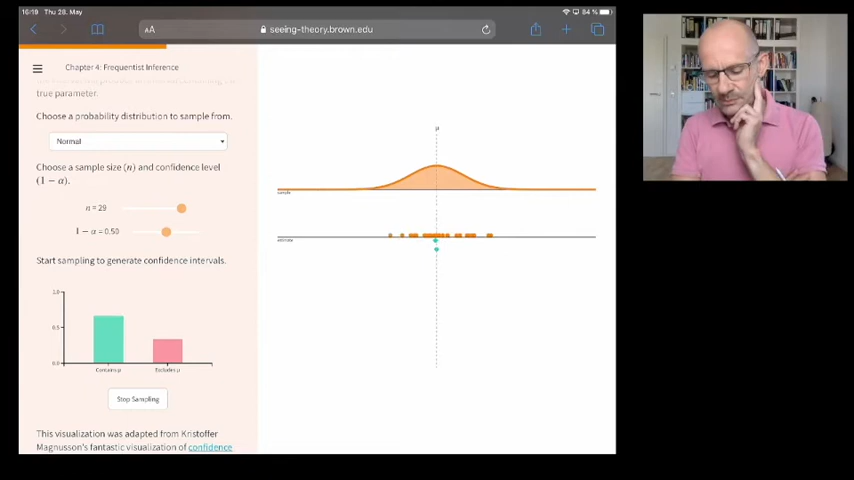 16:19 Thu 28. May
84 %
AA
seeing-theory.brown.edu
Chapter 4: Frequentist Inference
true parameter.
Choose a probability distribution to sample from.
Normal
Choose a sample size (n) and confidence level
(1 − α).
n = 29
1 − α = 0.50
Start sampling to generate confidence intervals.
1.0
0.5
0.0
Contains μ
Excludes μ
Stop Sampling
This visualization was adapted from Kristoffer
Magnusson's fantastic visualization of confidence
μ
sample
estimate